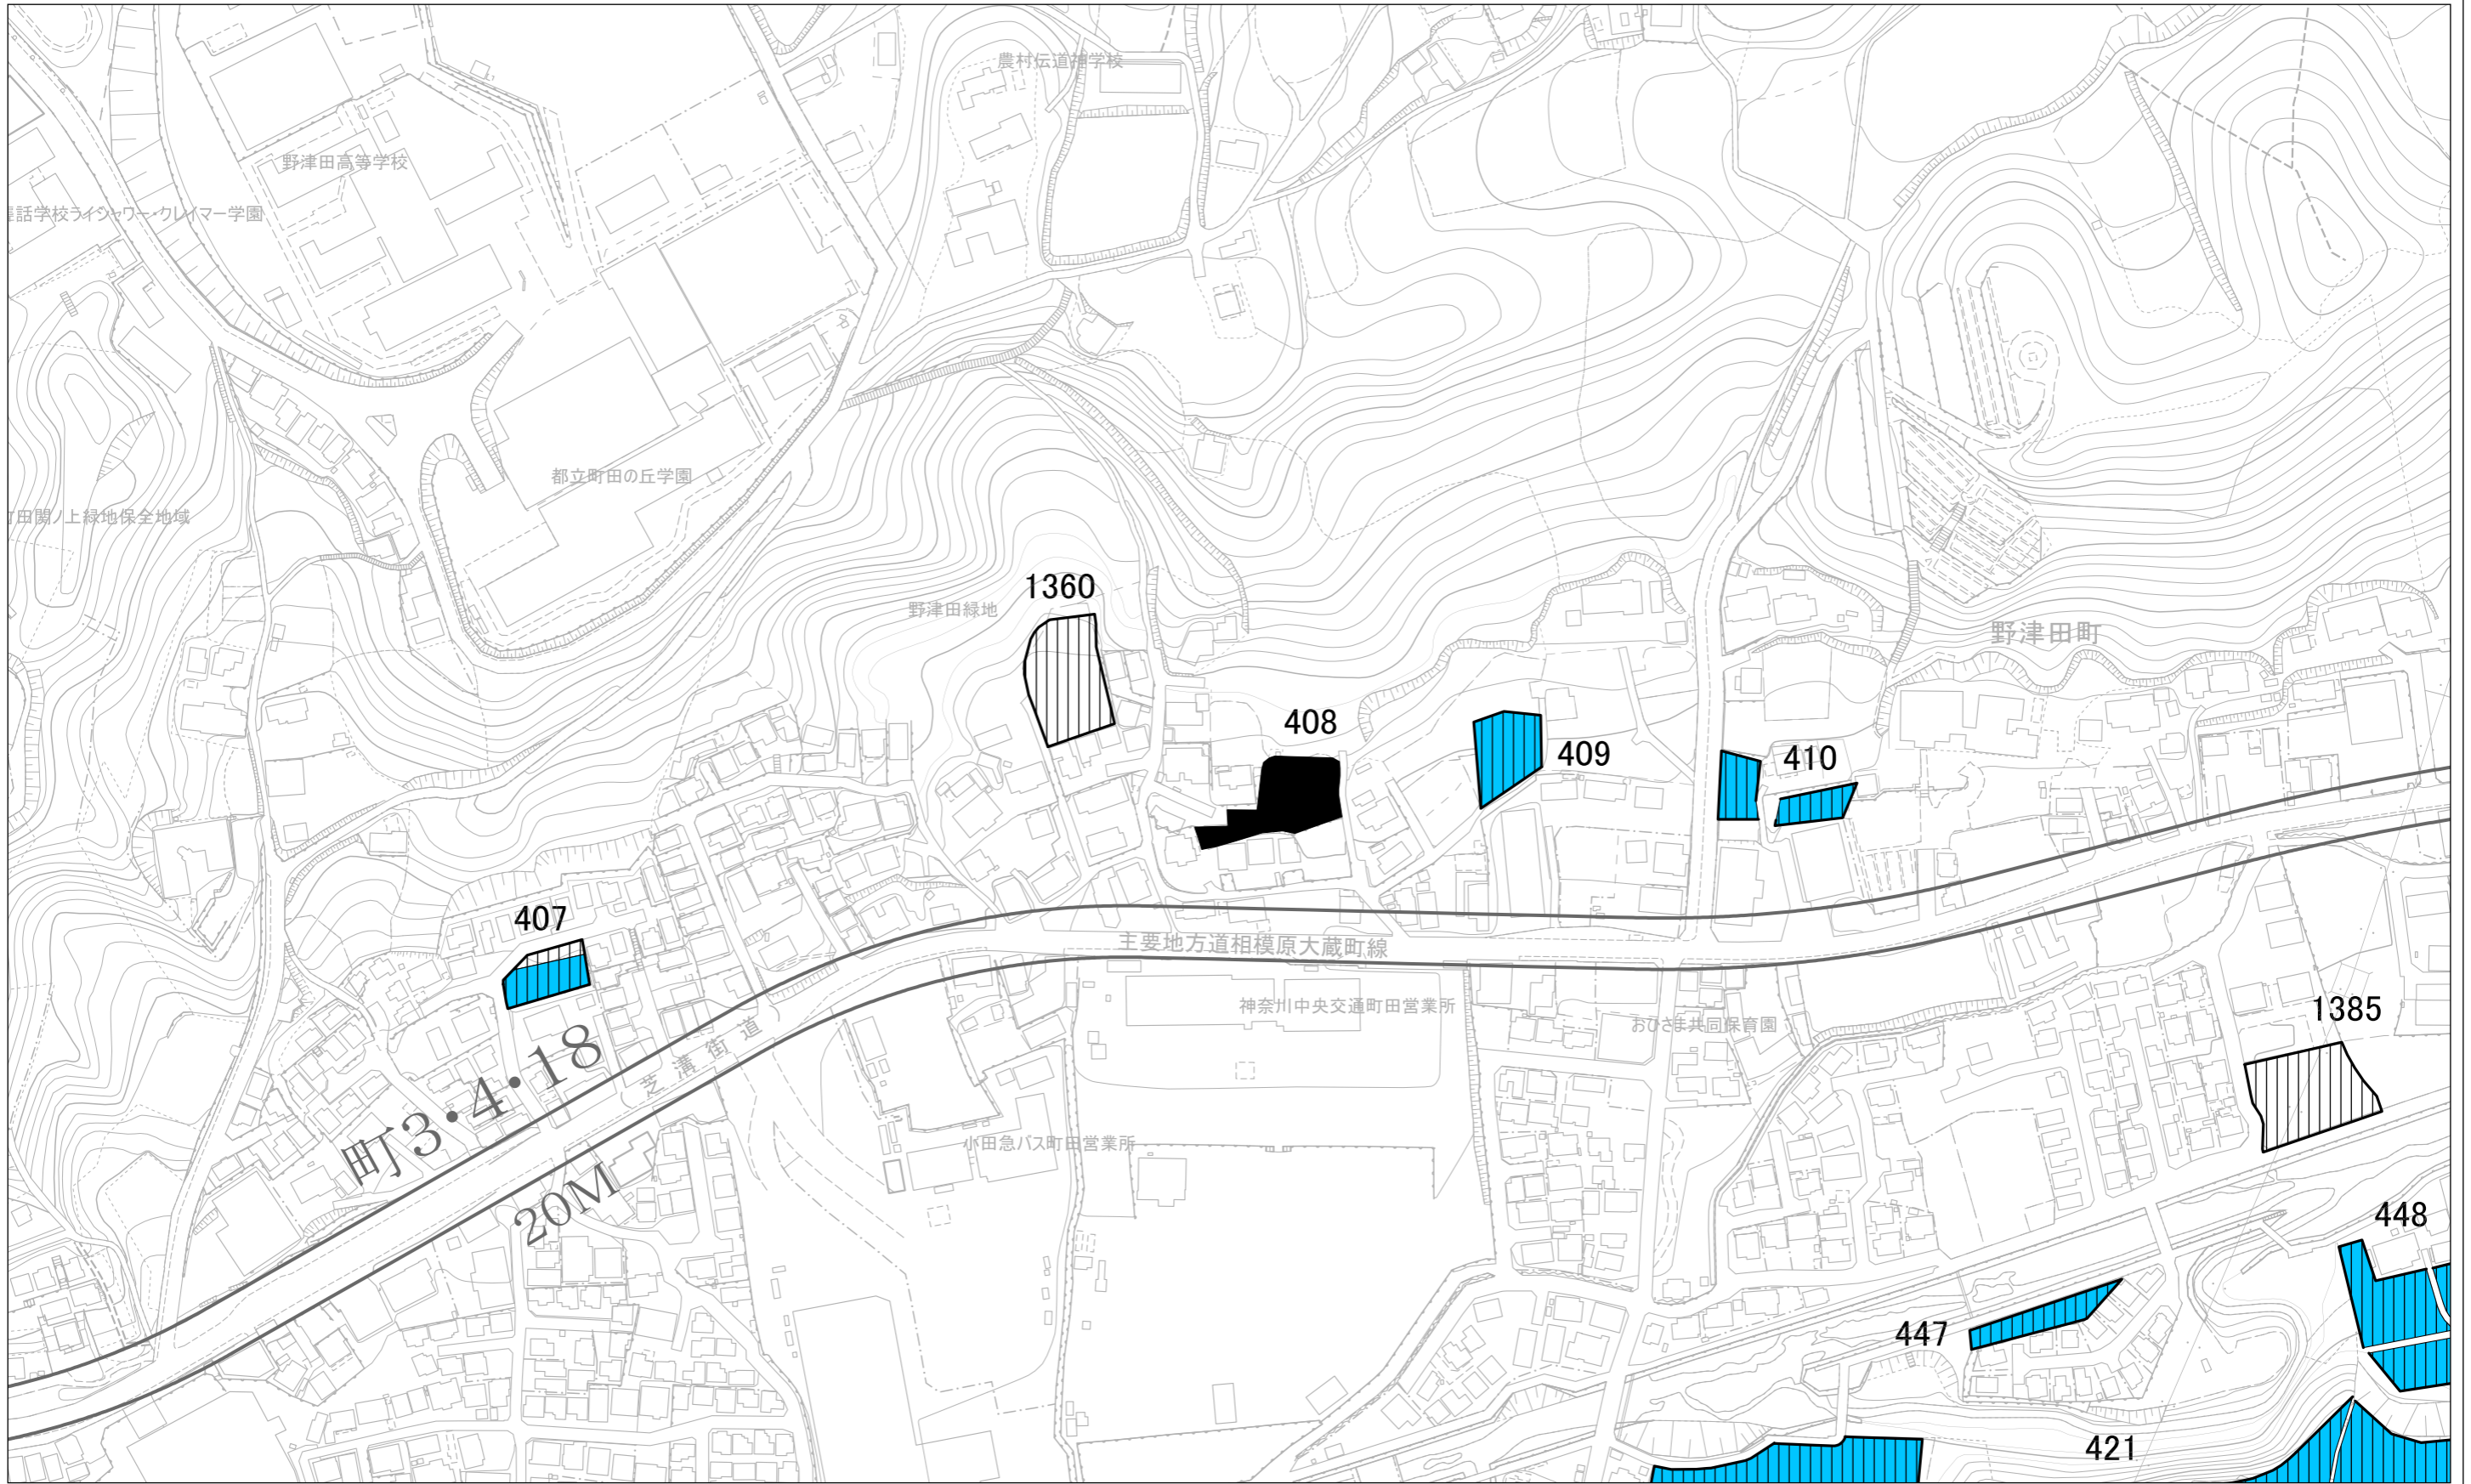 農村伝道神学校
野津田高等学校
聾話学校ライシャワー・クレイマー学園
都立町田の丘学園
町田関ノ上緑地保全地域
1360
野津田緑地
野津田町
408
409
410
407
主要地方道相模原大蔵町線
神奈川中央交通町田営業所
おひさま共同保育園
1385
町3・4・18
芝溝街道
小田急バス町田営業所
20M
448
447
421